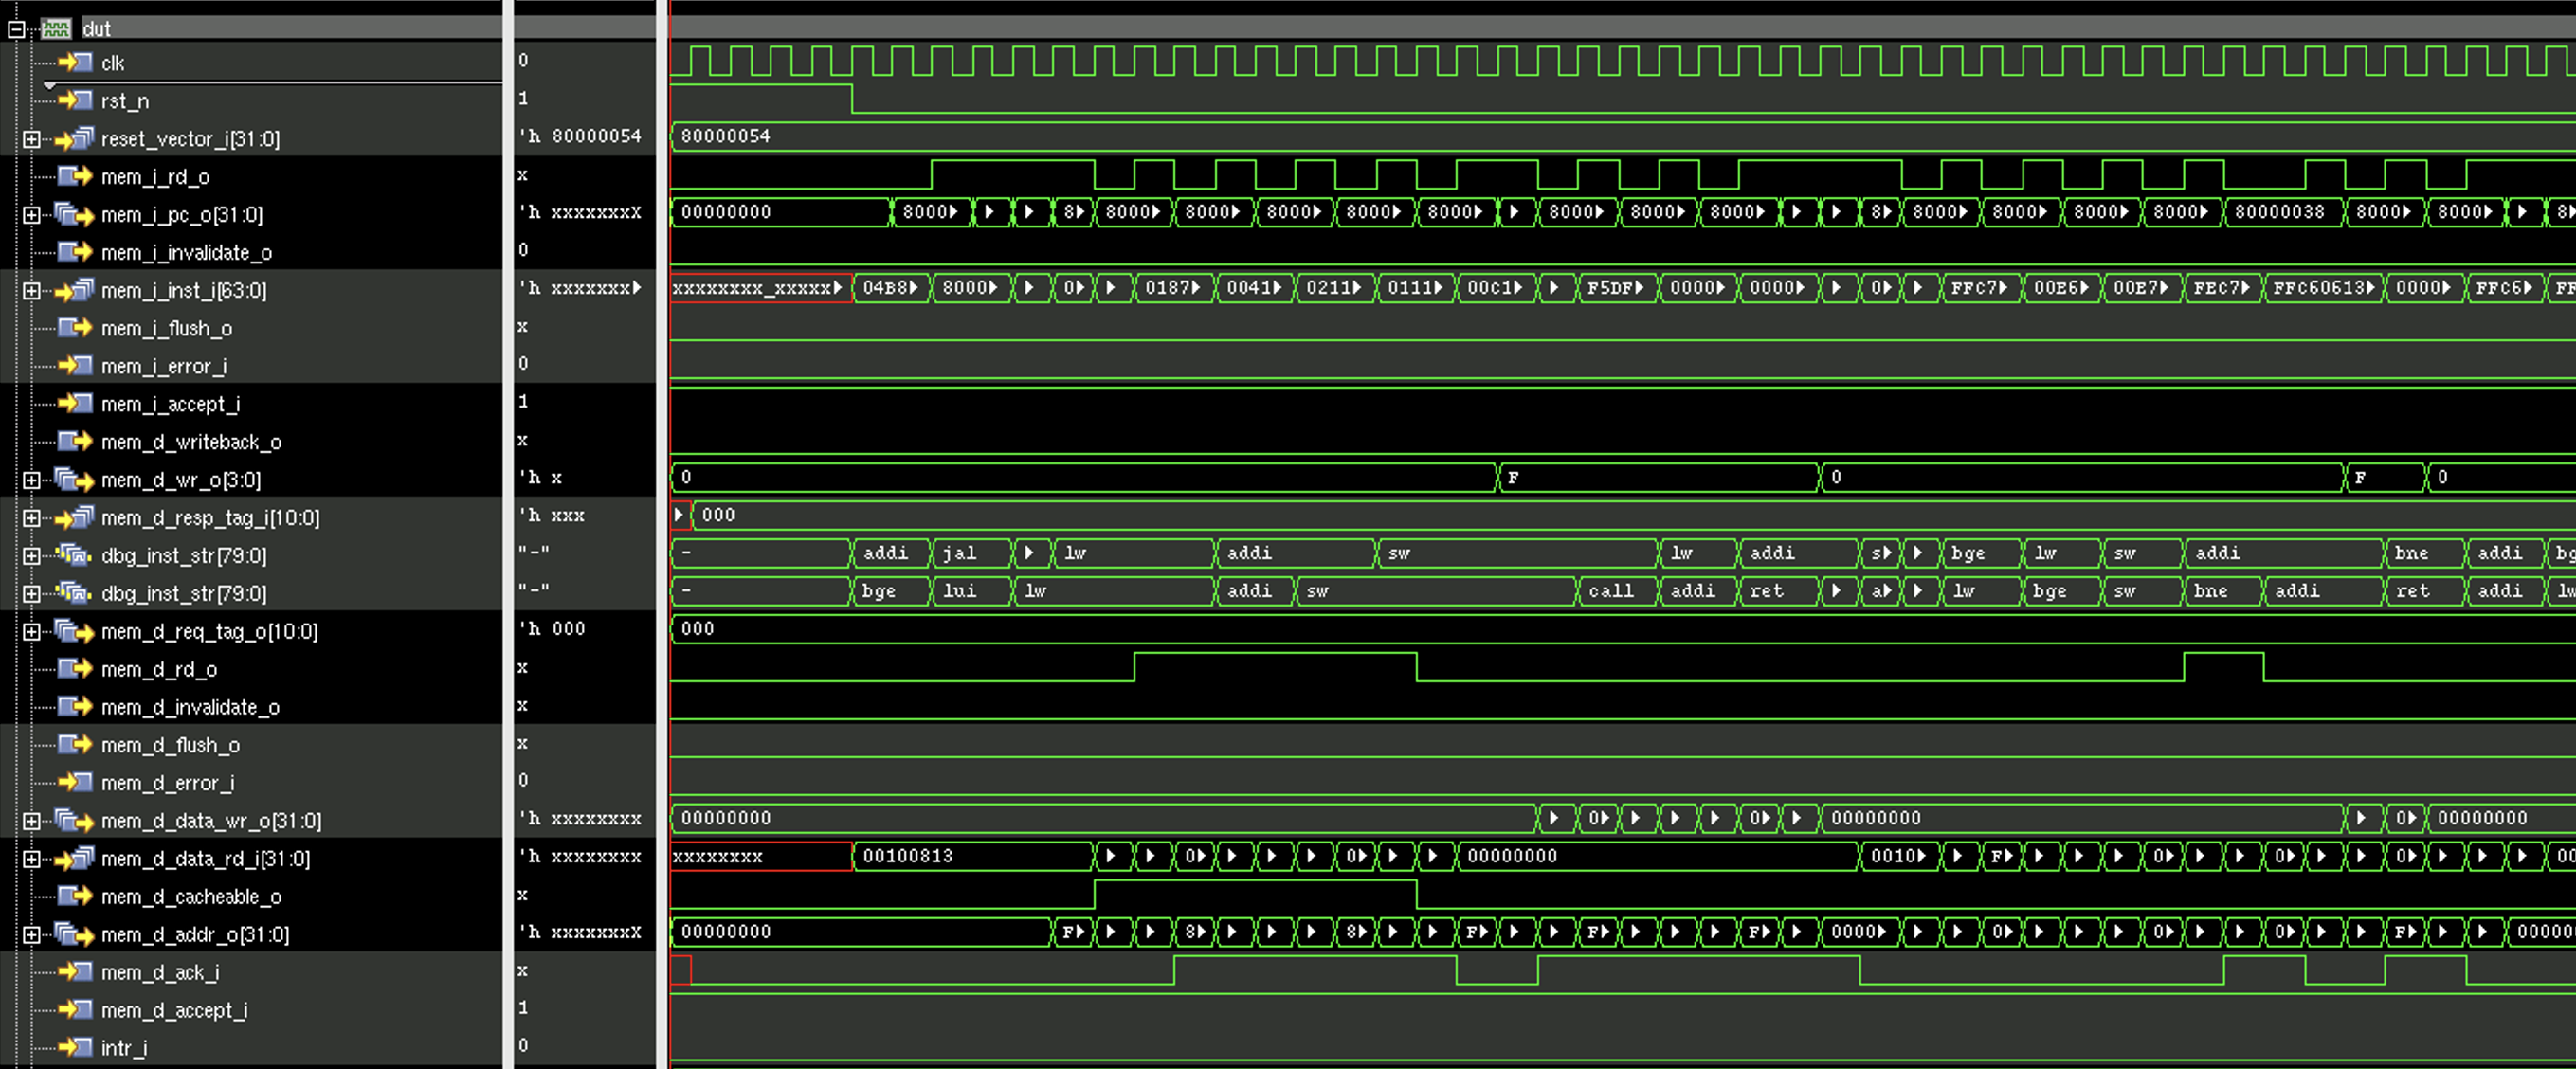 dut
clk 0
rst_n 1
reset_vector_i[31:0] 'h 80000054 80000054
mem_i_rd_o x
mem_i_pc_o[31:0] 'h xxxxxxxX 00000000 8000 8 8000 8000 8000 8000 8000 8000 8000 8000 8 8000 8000 8000 8000 80000038 8000 8000 8
mem_i_invalidate_o 0
mem_i_inst_i[63:0] 'h xxxxxxx xxxxxxxxx_xxxxx 04B8 8000 0 0187 0041 0211 0111 00C1 F5DF 0000 0000 0 FFC7 00E6 00E7 FEC7 FFC60613 0000 FFC6 FF
mem_i_flush_o x
mem_i_error_i 0
mem_i_accept_i 1
mem_d_writeback_o x
mem_d_wr_o[3:0] 'h x 0 F 0 F 0
mem_d_resp_tag_i[10:0] 'h xxx 000
dbg_inst_str[79:0] "-" - addi jal lw addi sw lw addi s bge lw sw addi bne addi bg
dbg_inst_str[79:0] "-" - bge lui lw addi sw call addi ret a lw bge sw bne addi ret addi lw
mem_d_req_tag_o[10:0] 'h 000 000
mem_d_rd_o x
mem_d_invalidate_o x
mem_d_flush_o x
mem_d_error_i 0
mem_d_data_wr_o[31:0] 'h xxxxxxxx 00000000 0 0 00000000 0 00000000
mem_d_data_rd_i[31:0] 'h xxxxxxxx xxxxxxxx 00100813 0 0 00000000 0010 F 0 0 0 00
mem_d_cacheable_o x
mem_d_addr_o[31:0] 'h xxxxxxxX 00000000 F 8 8 F F F 0000 0 0 0 F 00000
mem_d_ack_i x
mem_d_accept_i 1
intr_i 0